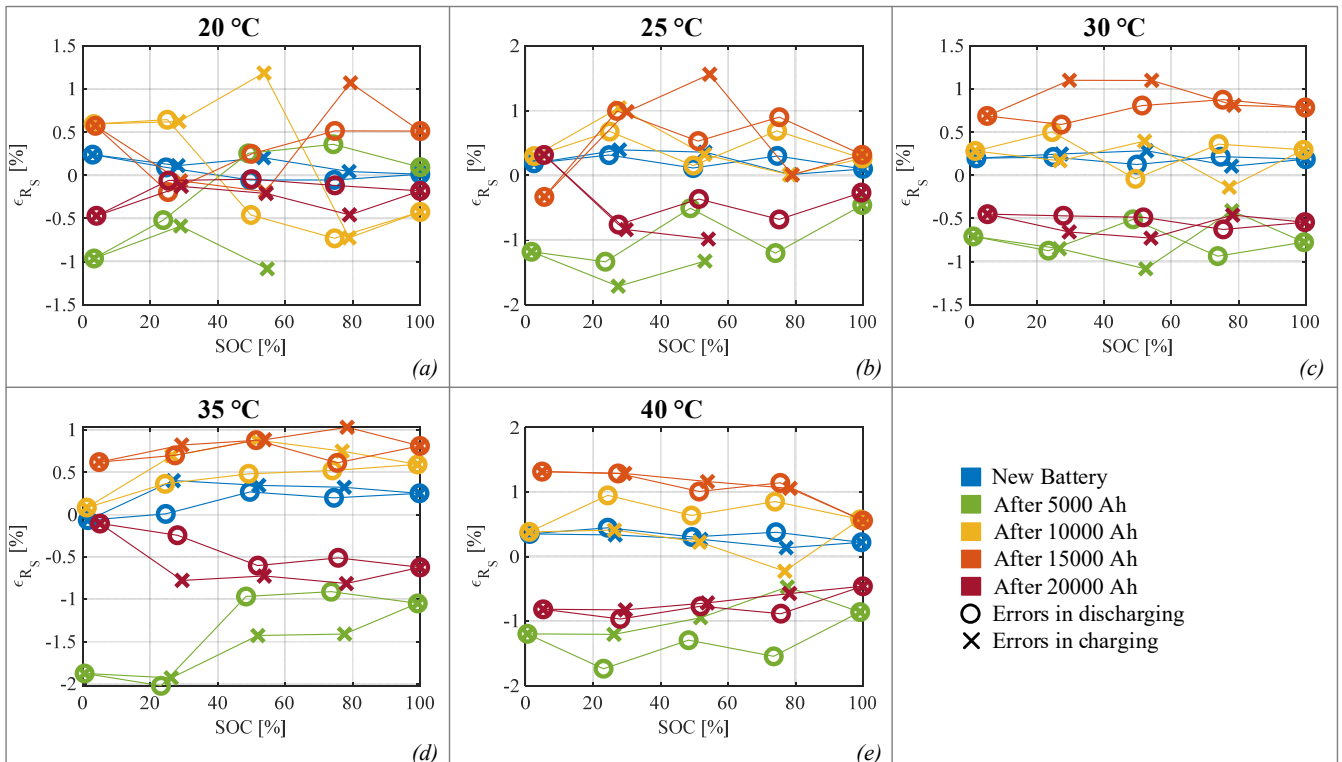 20 °C
1.5
1
0.5
0
-0.5
-1
-1.5
ϵ_R_S [%]
0 20 40 60 80 100
SOC [%]
(a)
25 °C
2
1
0
-1
-2
ϵ_R_S [%]
0 20 40 60 80 100
SOC [%]
(b)
30 °C
1.5
1
0.5
0
-0.5
-1
-1.5
ϵ_R_S [%]
0 20 40 60 80 100
SOC [%]
(c)
35 °C
1
0.5
0
-0.5
-1
-1.5
-2
ϵ_R_S [%]
0 20 40 60 80 100
SOC [%]
(d)
40 °C
2
1
0
-1
-2
ϵ_R_S [%]
0 20 40 60 80 100
SOC [%]
(e)
New Battery
After 5000 Ah
After 10000 Ah
After 15000 Ah
After 20000 Ah
Errors in discharging
Errors in charging